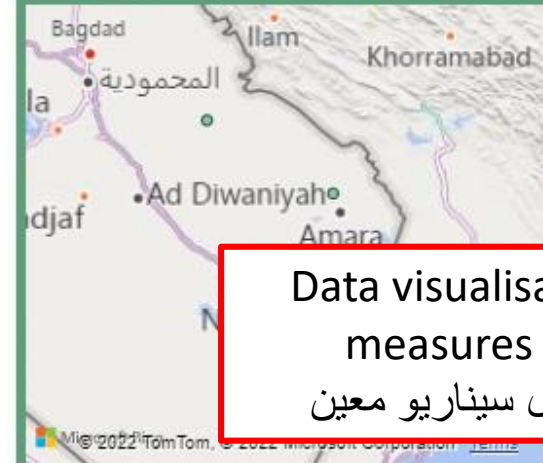 Bagdad
Ilam
Khorramabad
المحمودية
la
Ad Diwaniyah
adjaf
Amara
N
Data visualisa
measures
س سيناريو معين
© 2022 TomTom, © 2022 Microsoft Corporation Terms